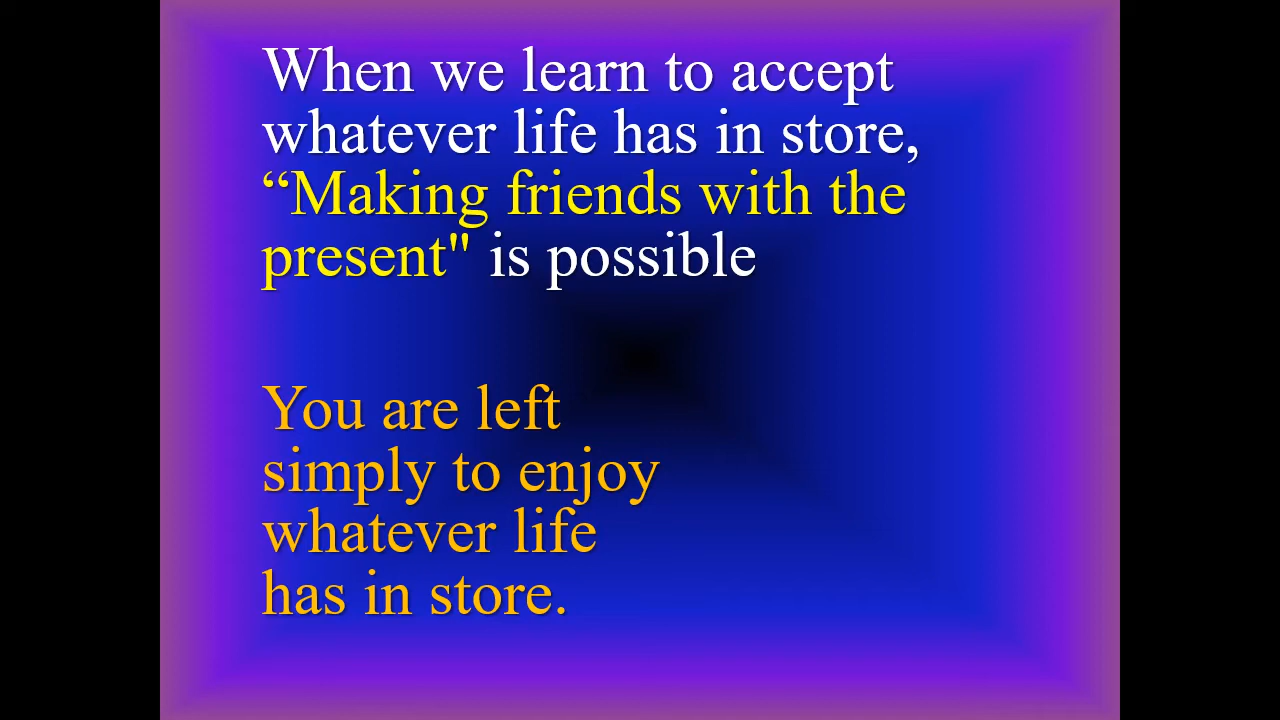 When we learn to accept
whatever life has in store,
“Making friends with the
present" is possible
You are left
simply to enjoy
whatever life
has in store.